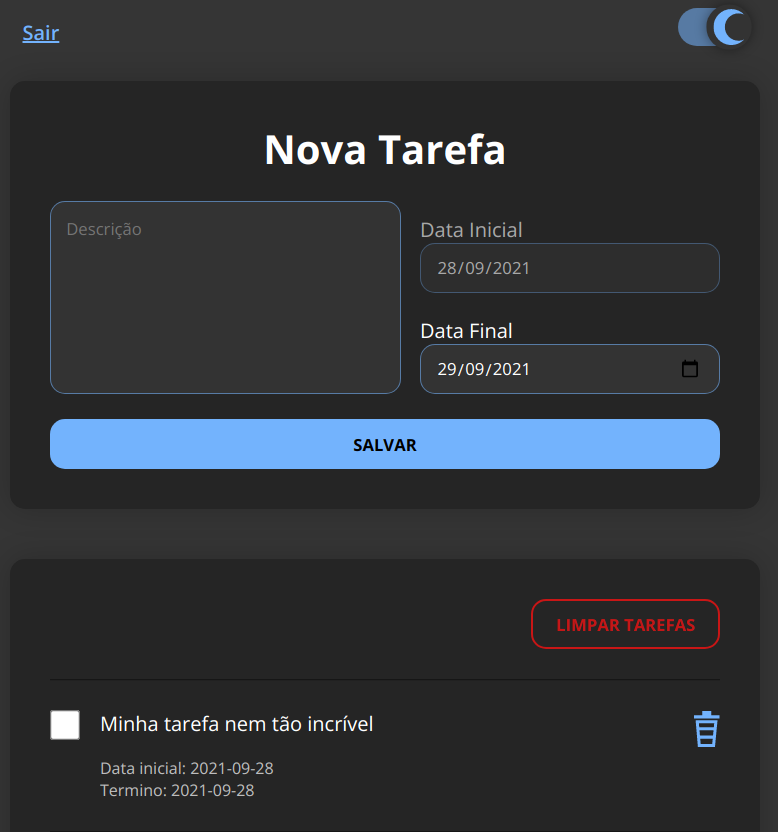 Sair
Nova Tarefa
Descrição
Data Inicial
28/09/2021
Data Final
29/09/2021
SALVAR
LIMPAR TAREFAS
Minha tarefa nem tão incrível
Data inicial: 2021-09-28
Termino: 2021-09-28